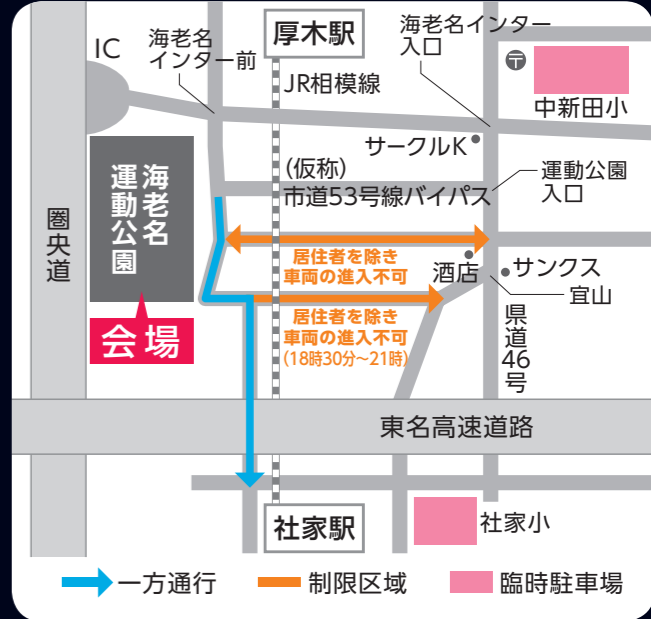 IC
海老名
インター前
厚木駅
海老名インター
入口
JR相模線
〒
中新田小
サークルK
(仮称)
市道53号線バイパス
運動公園
入口
海老名
運動公園
圏央道
居住者を除き
車両の進入不可
酒店
サンクス
宜山
会場
居住者を除き
車両の進入不可
(18時30分〜21時)
県道46号
東名高速道路
社家駅
社家小
一方通行
制限区域
臨時駐車場